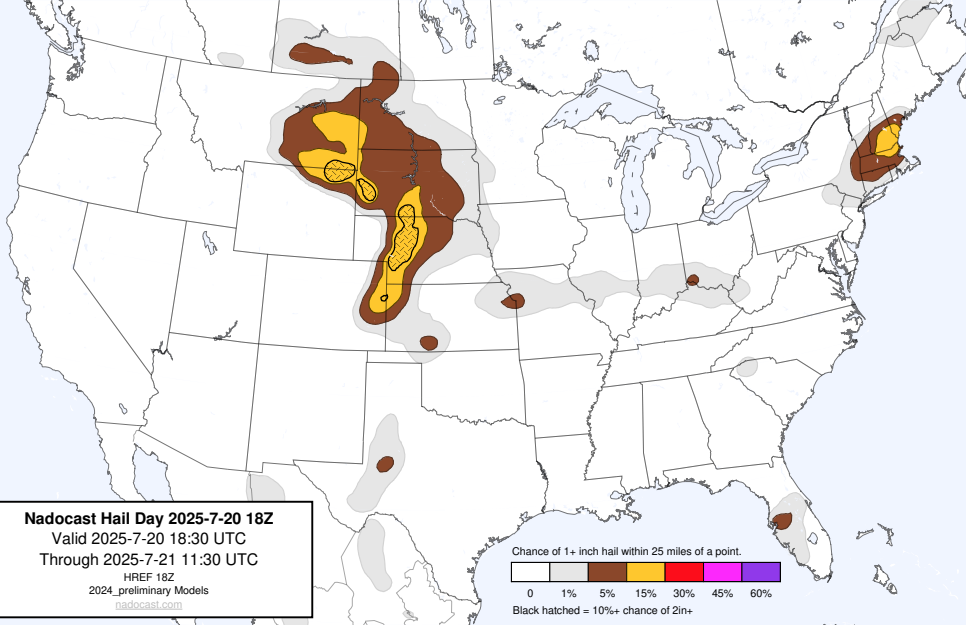 Nadocast Hail Day 2025-7-20 18Z
Valid 2025-7-20 18:30 UTC
Through 2025-7-21 11:30 UTC
HREF 18Z
2024_preliminary Models
nadocast.com
Chance of 1+ inch hail within 25 miles of a point.
0 1% 5% 15% 30% 45% 60%
Black hatched = 10%+ chance of 2in+